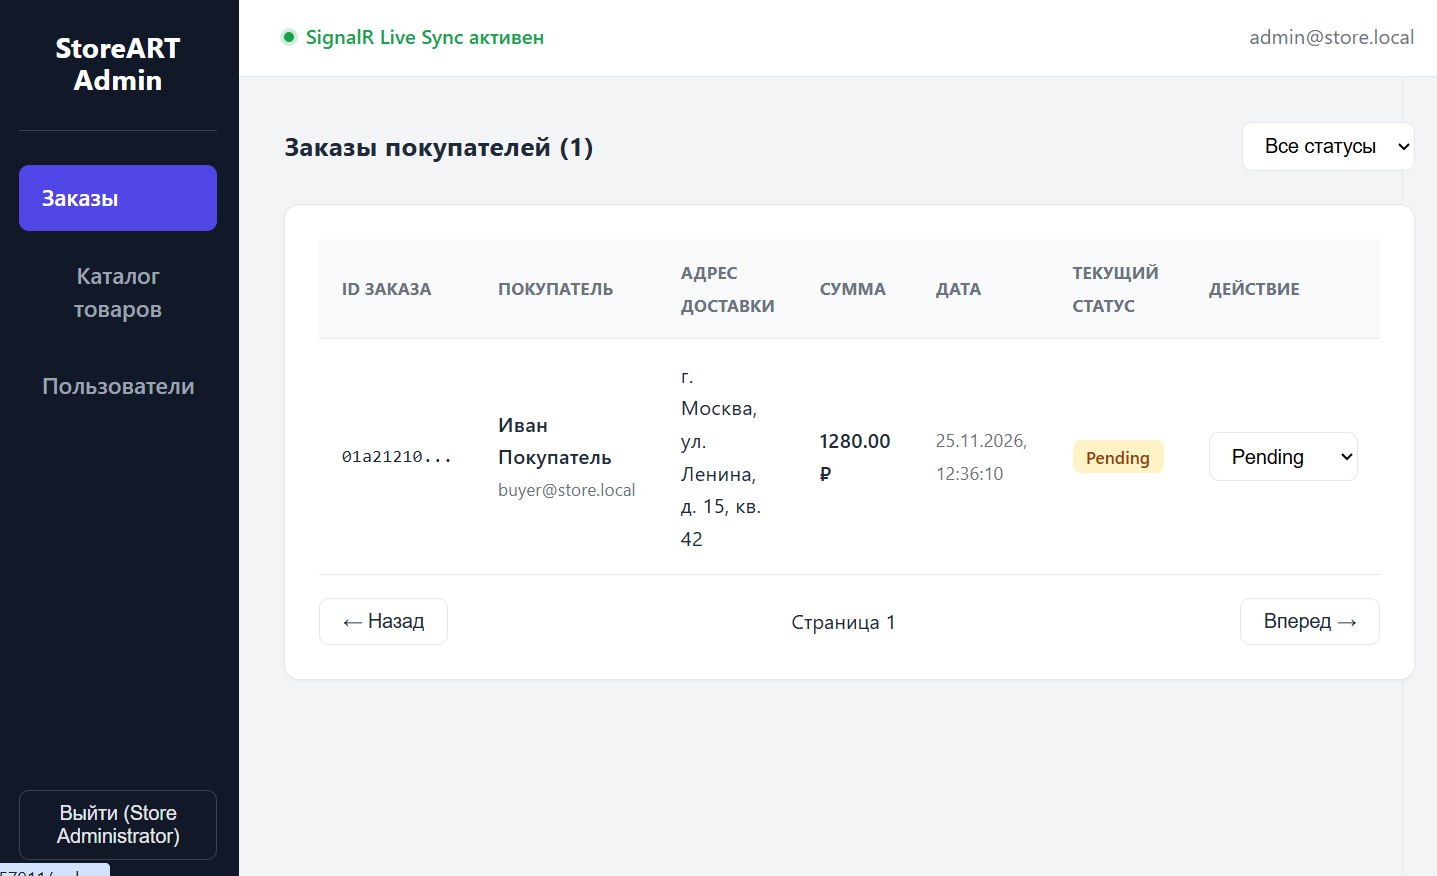 StoreART
Admin
Заказы
Каталог
товаров
Пользователи
Выйти (Store
Administrator)
SignalR Live Sync активен
admin@store.local
Заказы покупателей (1)
Все статусы
ID ЗАКАЗА
ПОКУПАТЕЛЬ
АДРЕС
ДОСТАВКИ
СУММА
ДАТА
ТЕКУЩИЙ
СТАТУС
ДЕЙСТВИЕ
01a21210...
Иван
Покупатель
buyer@store.local
г.
Москва,
ул.
Ленина,
д. 15, кв.
42
1280.00
₽
25.11.2026,
12:36:10
Pending
Pending
← Назад
Страница 1
Вперед →